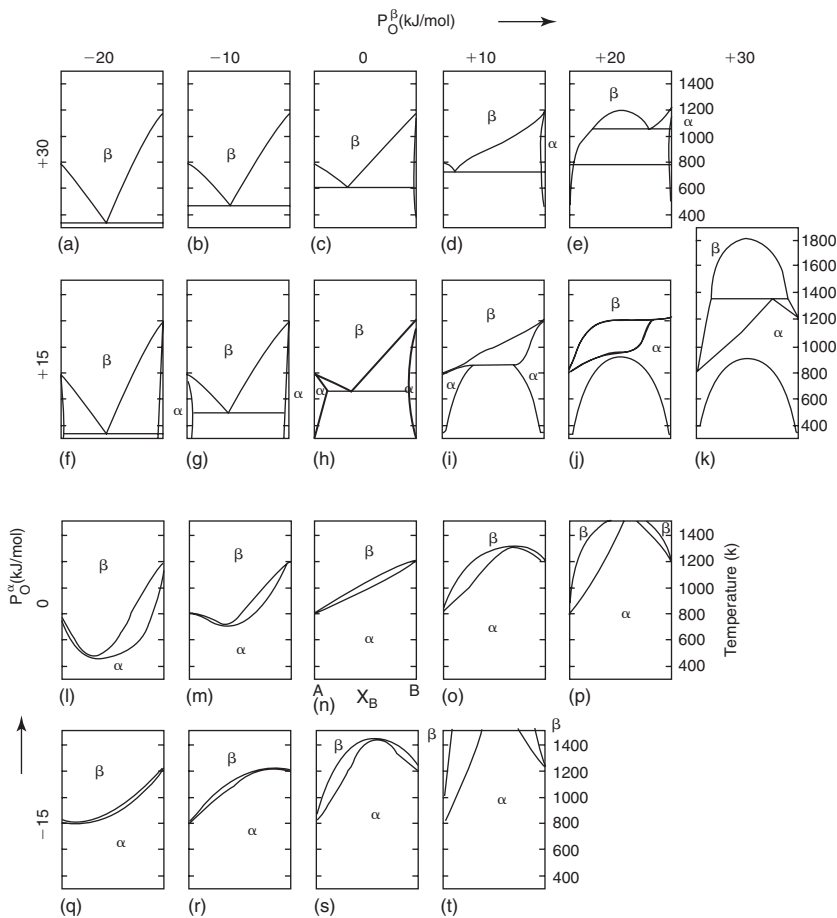 P_O^β(kJ/mol)
−20 −10 0 +10 +20 +30
+30
β β β β α β α
1400
1200
1000
800
600
400
(a) (b) (c) (d) (e)
+15
β α β α α β α α β α α β α β α
1800
1600
1400
1200
1000
800
600
400
(f) (g) (h) (i) (j) (k)
P_O^α(kJ/mol)
0
β α β α β α β α β β α
1400
1200
1000
800
600
400
Temperature (k)
A X_B B
(l) (m) (n) (o) (p)
−15
β α β α β α β β α
1400
1200
1000
800
600
400
(q) (r) (s) (t)